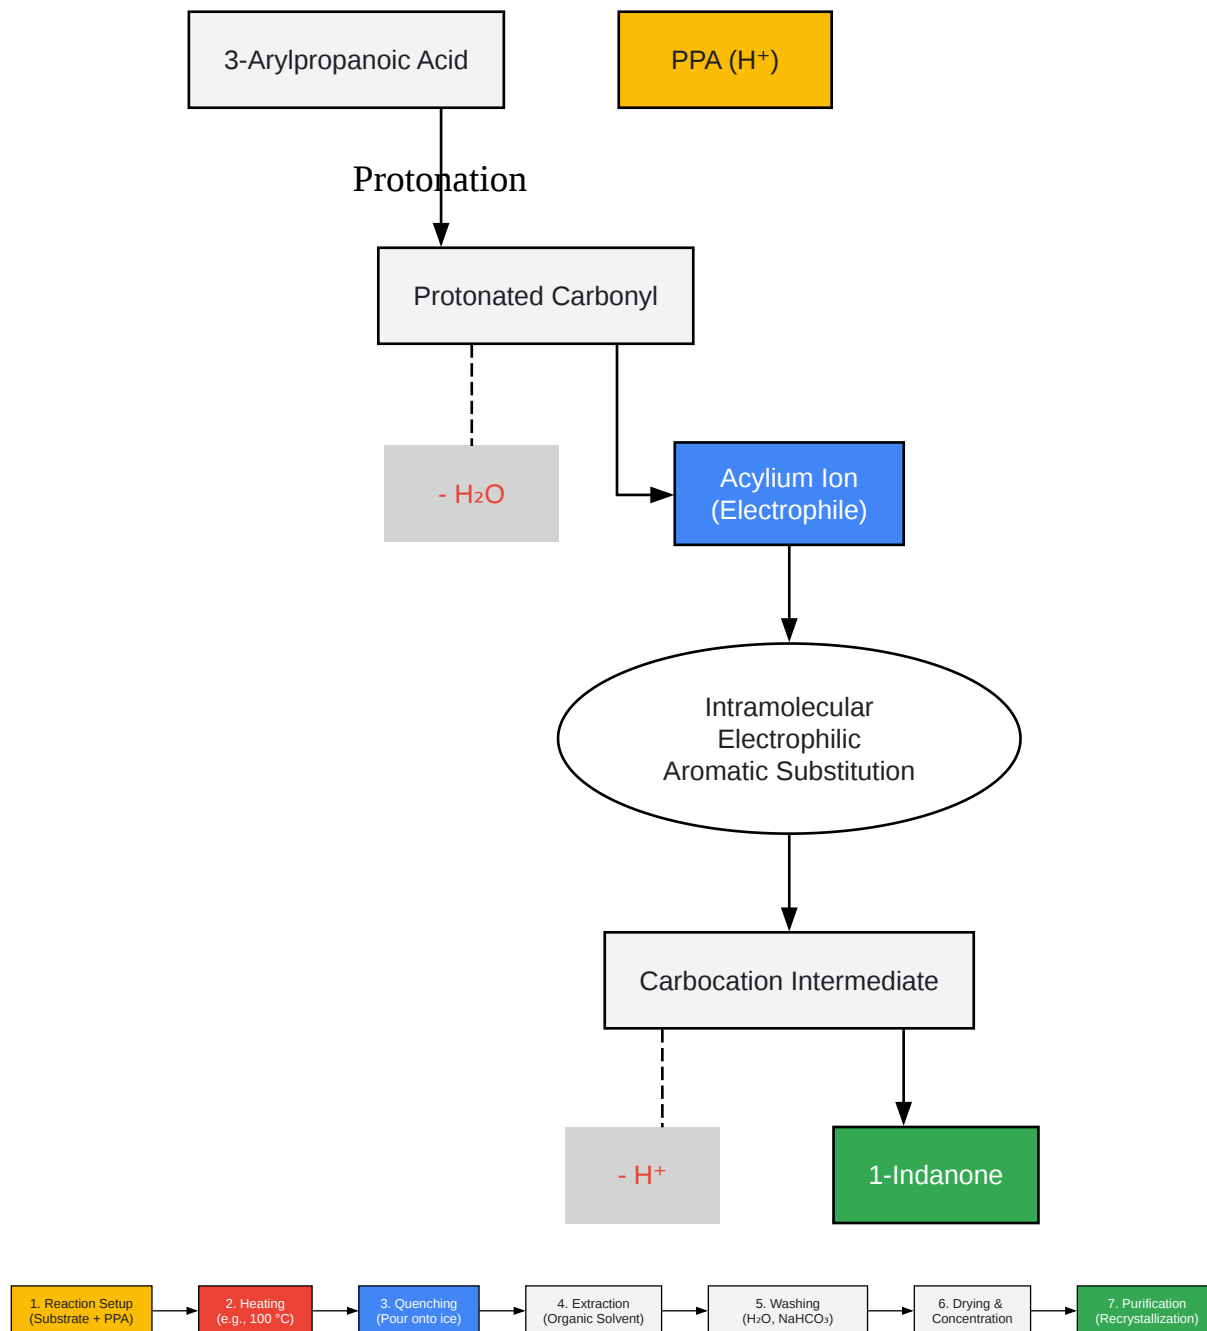 3-Arylpropanoic Acid
PPA (H⁺)
Protonation
Protonated Carbonyl
- H₂O
Acylium Ion
(Electrophile)
Intramolecular
Electrophilic
Aromatic Substitution
Carbocation Intermediate
- H⁺
1-Indanone
1. Reaction Setup
(Substrate + PPA)
2. Heating
(e.g., 100 °C)
3. Quenching
(Pour onto ice)
4. Extraction
(Organic Solvent)
5. Washing
(H₂O, NaHCO₃)
6. Drying &
Concentration
7. Purification
(Recrystallization)